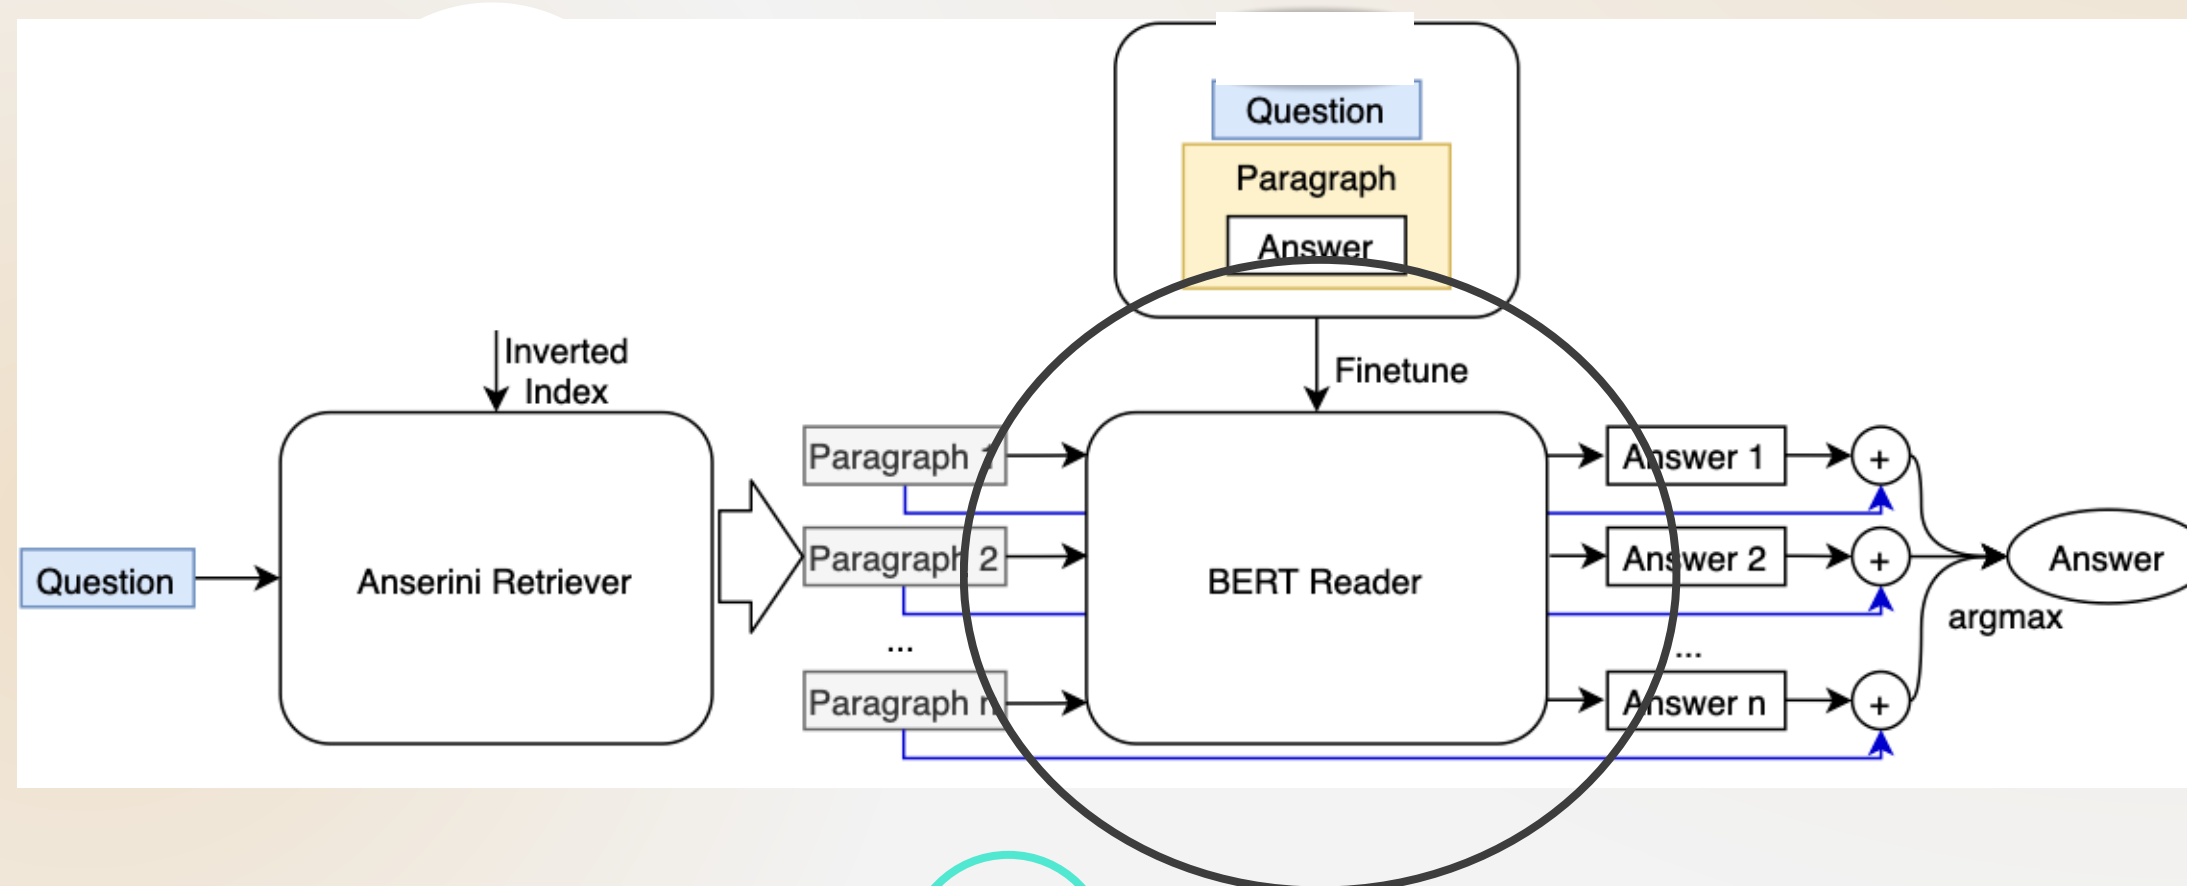 Question
Paragraph
Answer
Inverted
Index
Finetune
Question
Anserini Retriever
Paragraph 1
Paragraph 2
...
Paragraph n
BERT Reader
Answer 1
Answer 2
...
Answer n
+
+
+
argmax
Answer